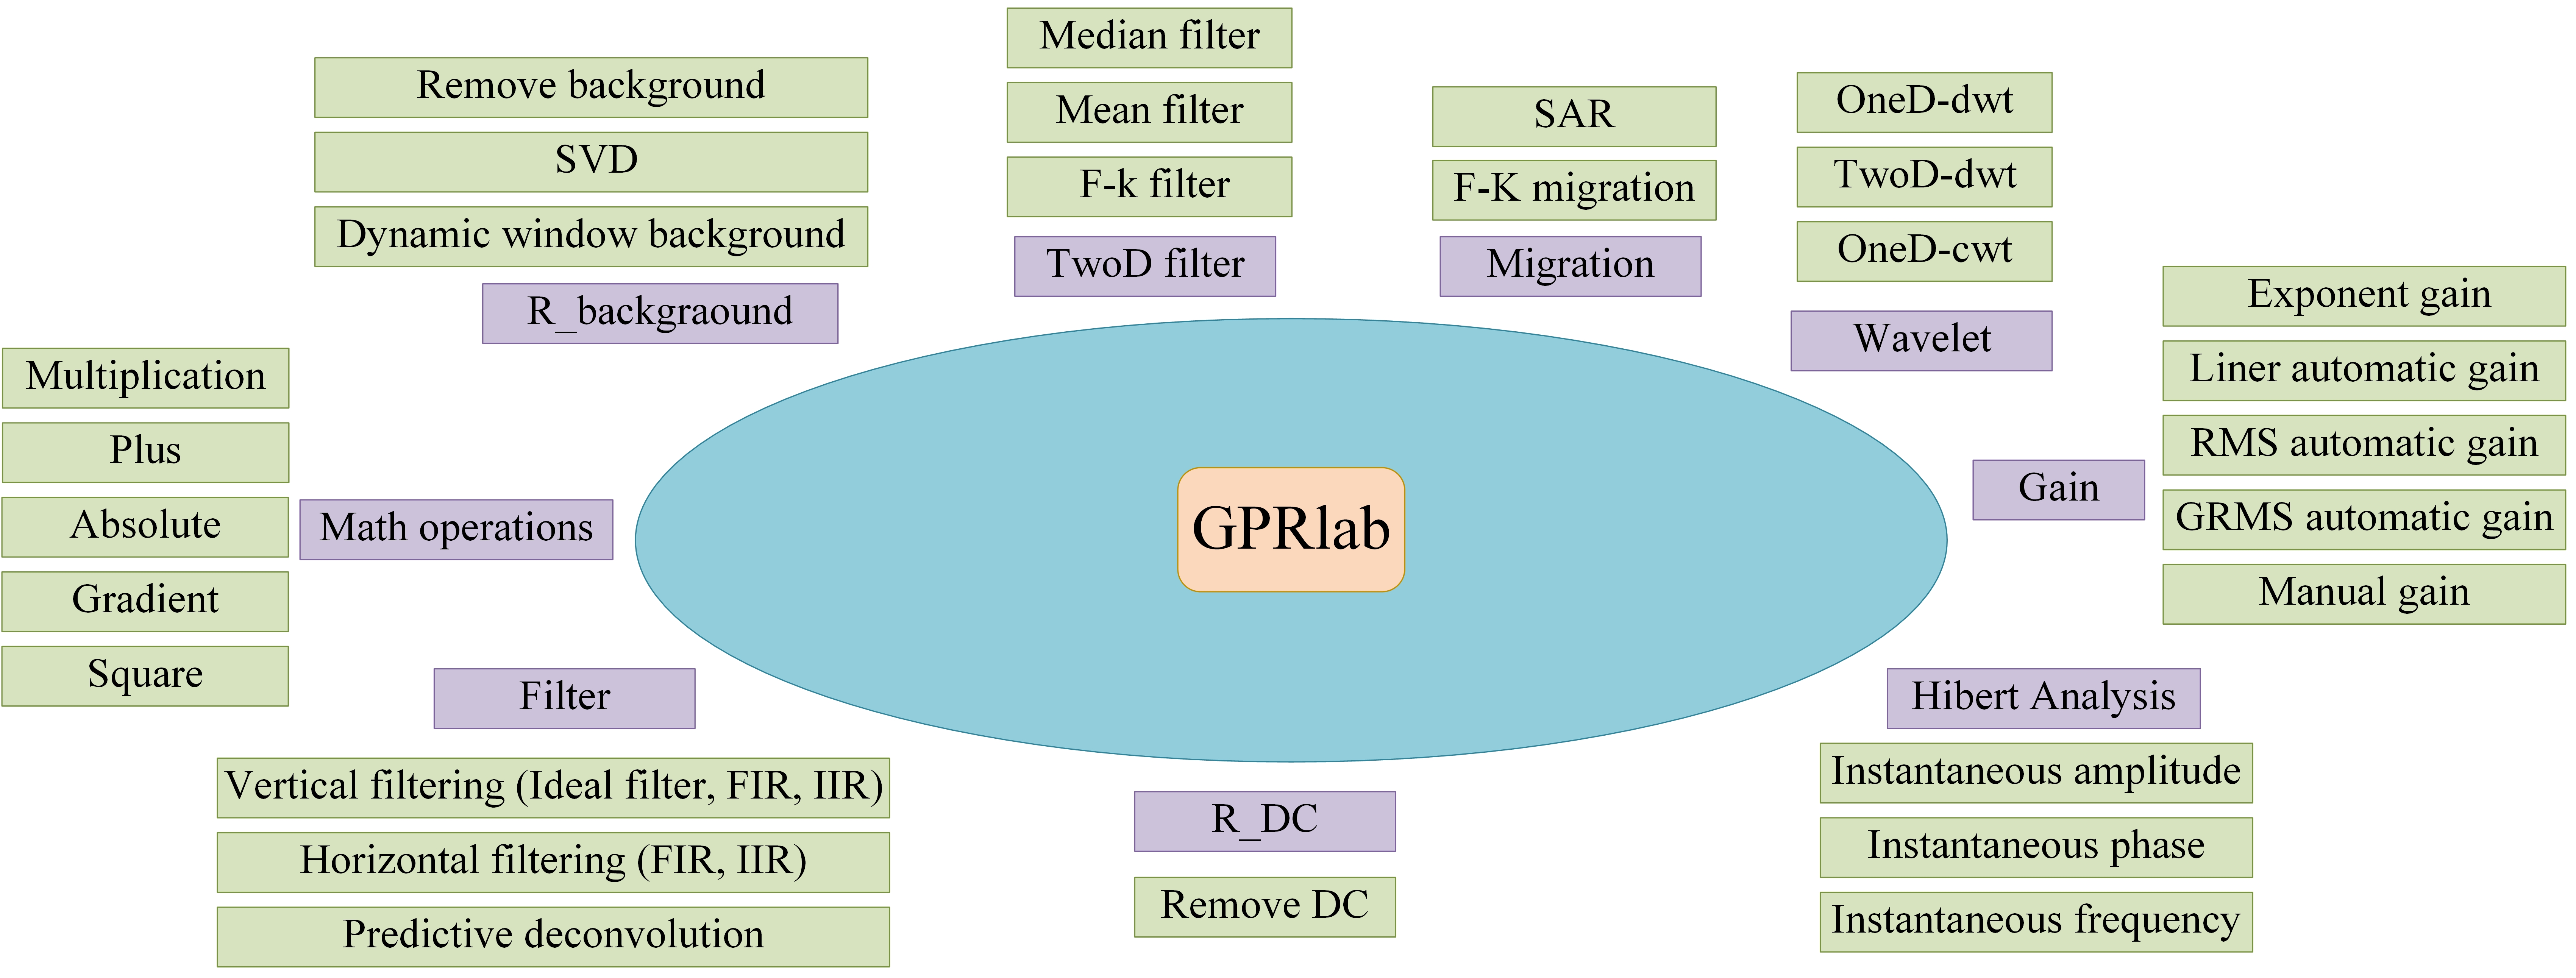 Median filter
Mean filter
F-k filter
TwoD filter
Remove background
SVD
Dynamic window background
R_backgraound
SAR
F-K migration
Migration
OneD-dwt
TwoD-dwt
OneD-cwt
Wavelet
Exponent gain
Liner automatic gain
RMS automatic gain
GRMS automatic gain
Manual gain
Gain
Multiplication
Plus
Absolute
Gradient
Square
Math operations
GPRlab
Filter
Vertical filtering (Ideal filter, FIR, IIR)
Horizontal filtering (FIR, IIR)
Predictive deconvolution
R_DC
Remove DC
Hibert Analysis
Instantaneous amplitude
Instantaneous phase
Instantaneous frequency